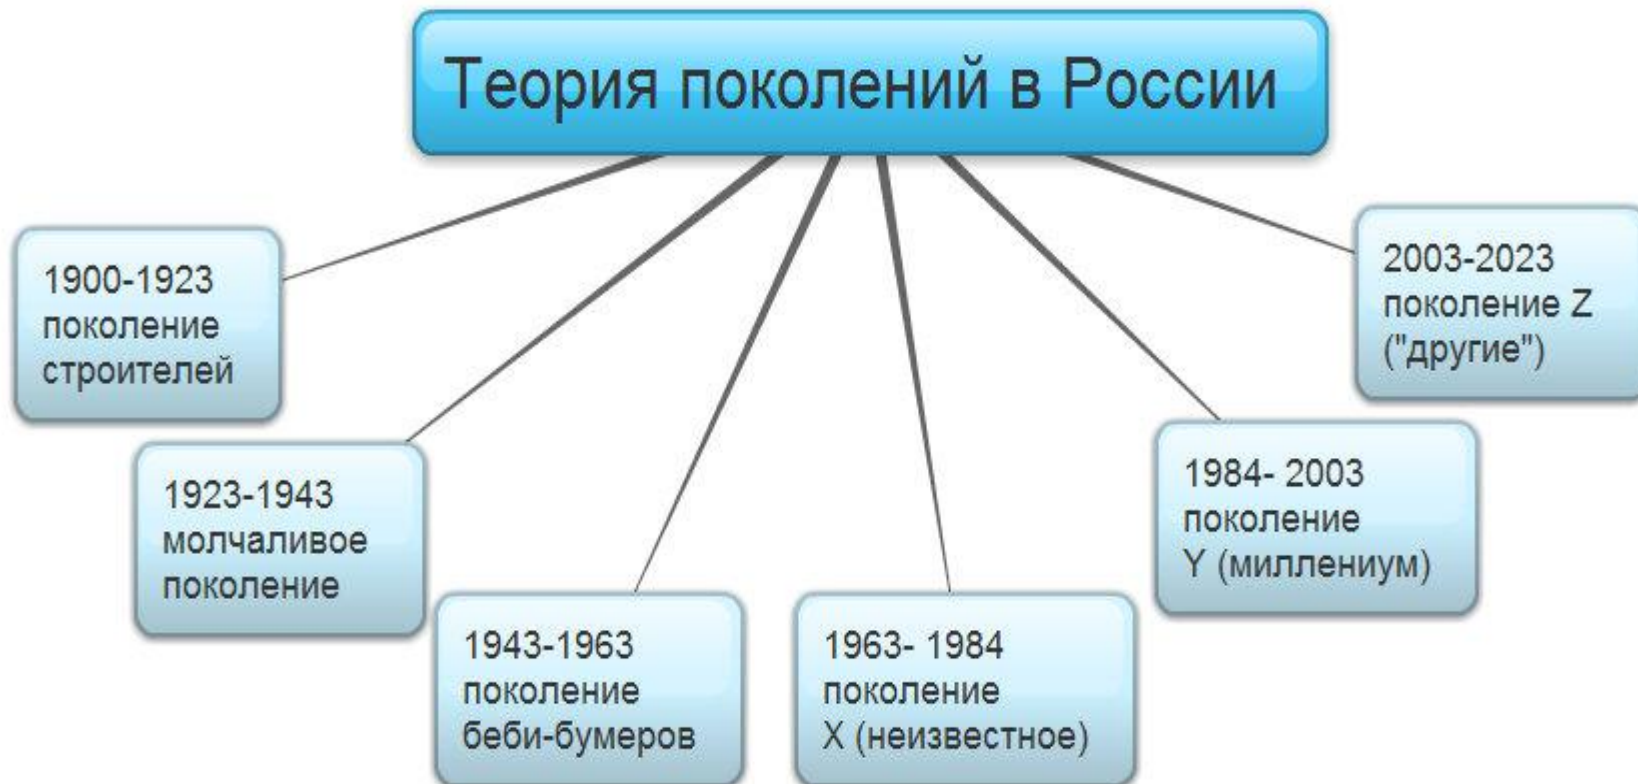 Теория поколений в России
1900-1923
поколение
строителей
1923-1943
молчаливое
поколение
1943-1963
поколение
беби-бумеров
1963- 1984
поколение
X (неизвестное)
1984- 2003
поколение
Y (миллениум)
2003-2023
поколение Z
("другие")